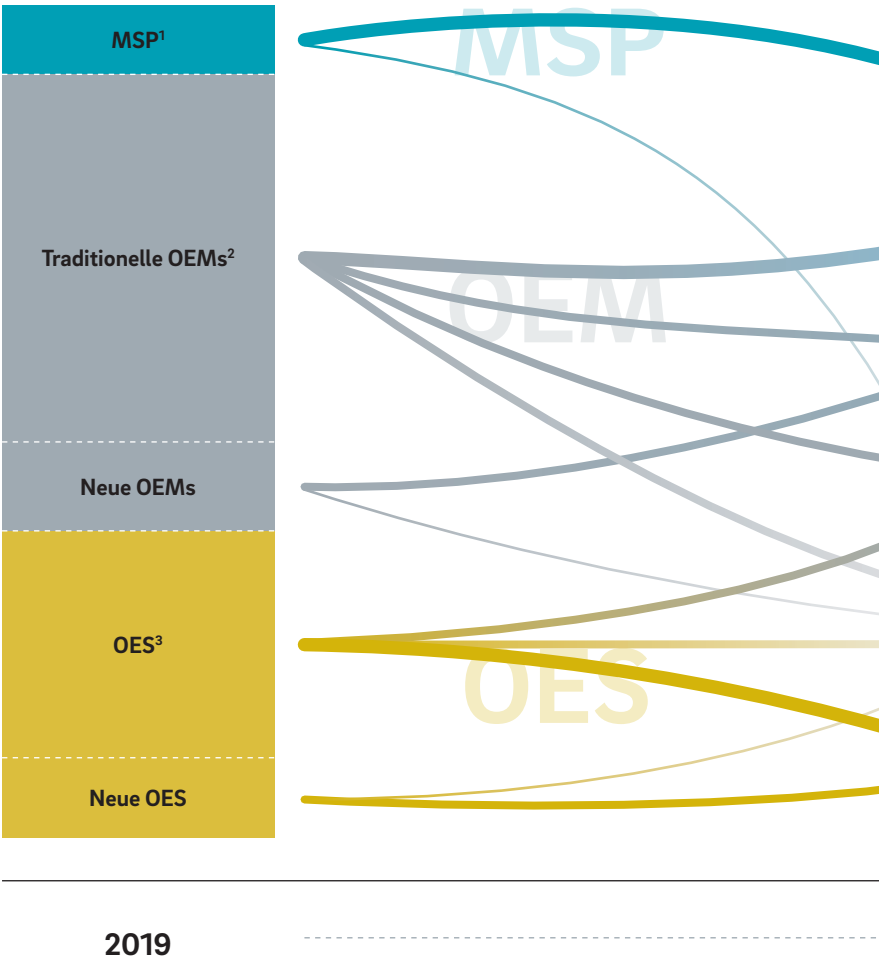 MSP¹
MSP
Traditionelle OEMs²
OEM
Neue OEMs
OES³
OES
Neue OES
2019